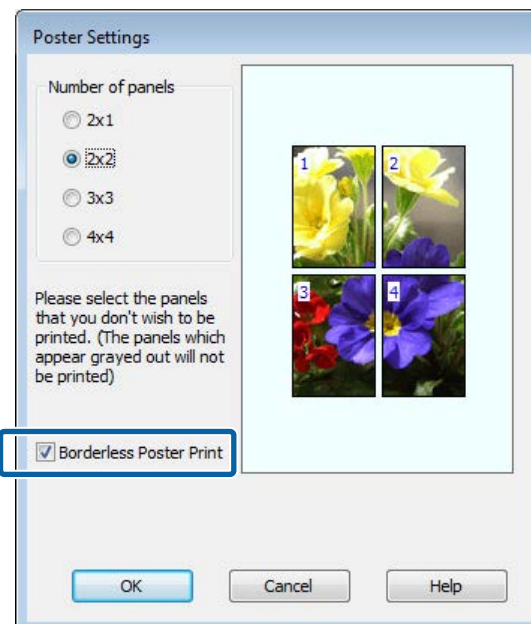 Poster Settings
Number of panels
2x1
2x2
3x3
4x4
1
2
3
4
Please select the panels
that you don't wish to be
printed. (The panels which
appear grayed out will not
be printed)
Borderless Poster Print
OK
Cancel
Help